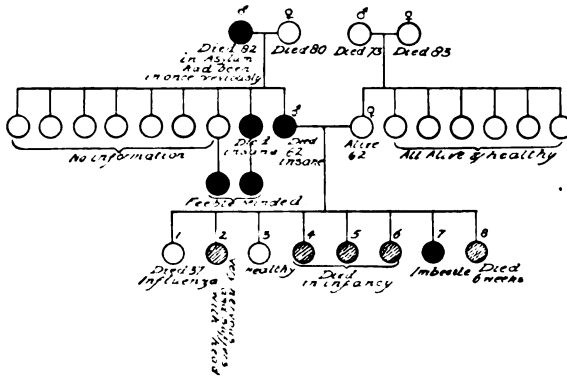 ♂ ♀ ♂ ♀
Died 82 Died 80 Died 73 Died 85
in Asylum
Had been
in once previously
♂ ♀
No information
Died
insane
Died
62
insane
Alive
62
All Alive & healthy
Feeble minded
1 2 3 4 5 6 7 8
Died 37
Influenza
Healthy
Died
in infancy
Imbecile
Died
6 weeks